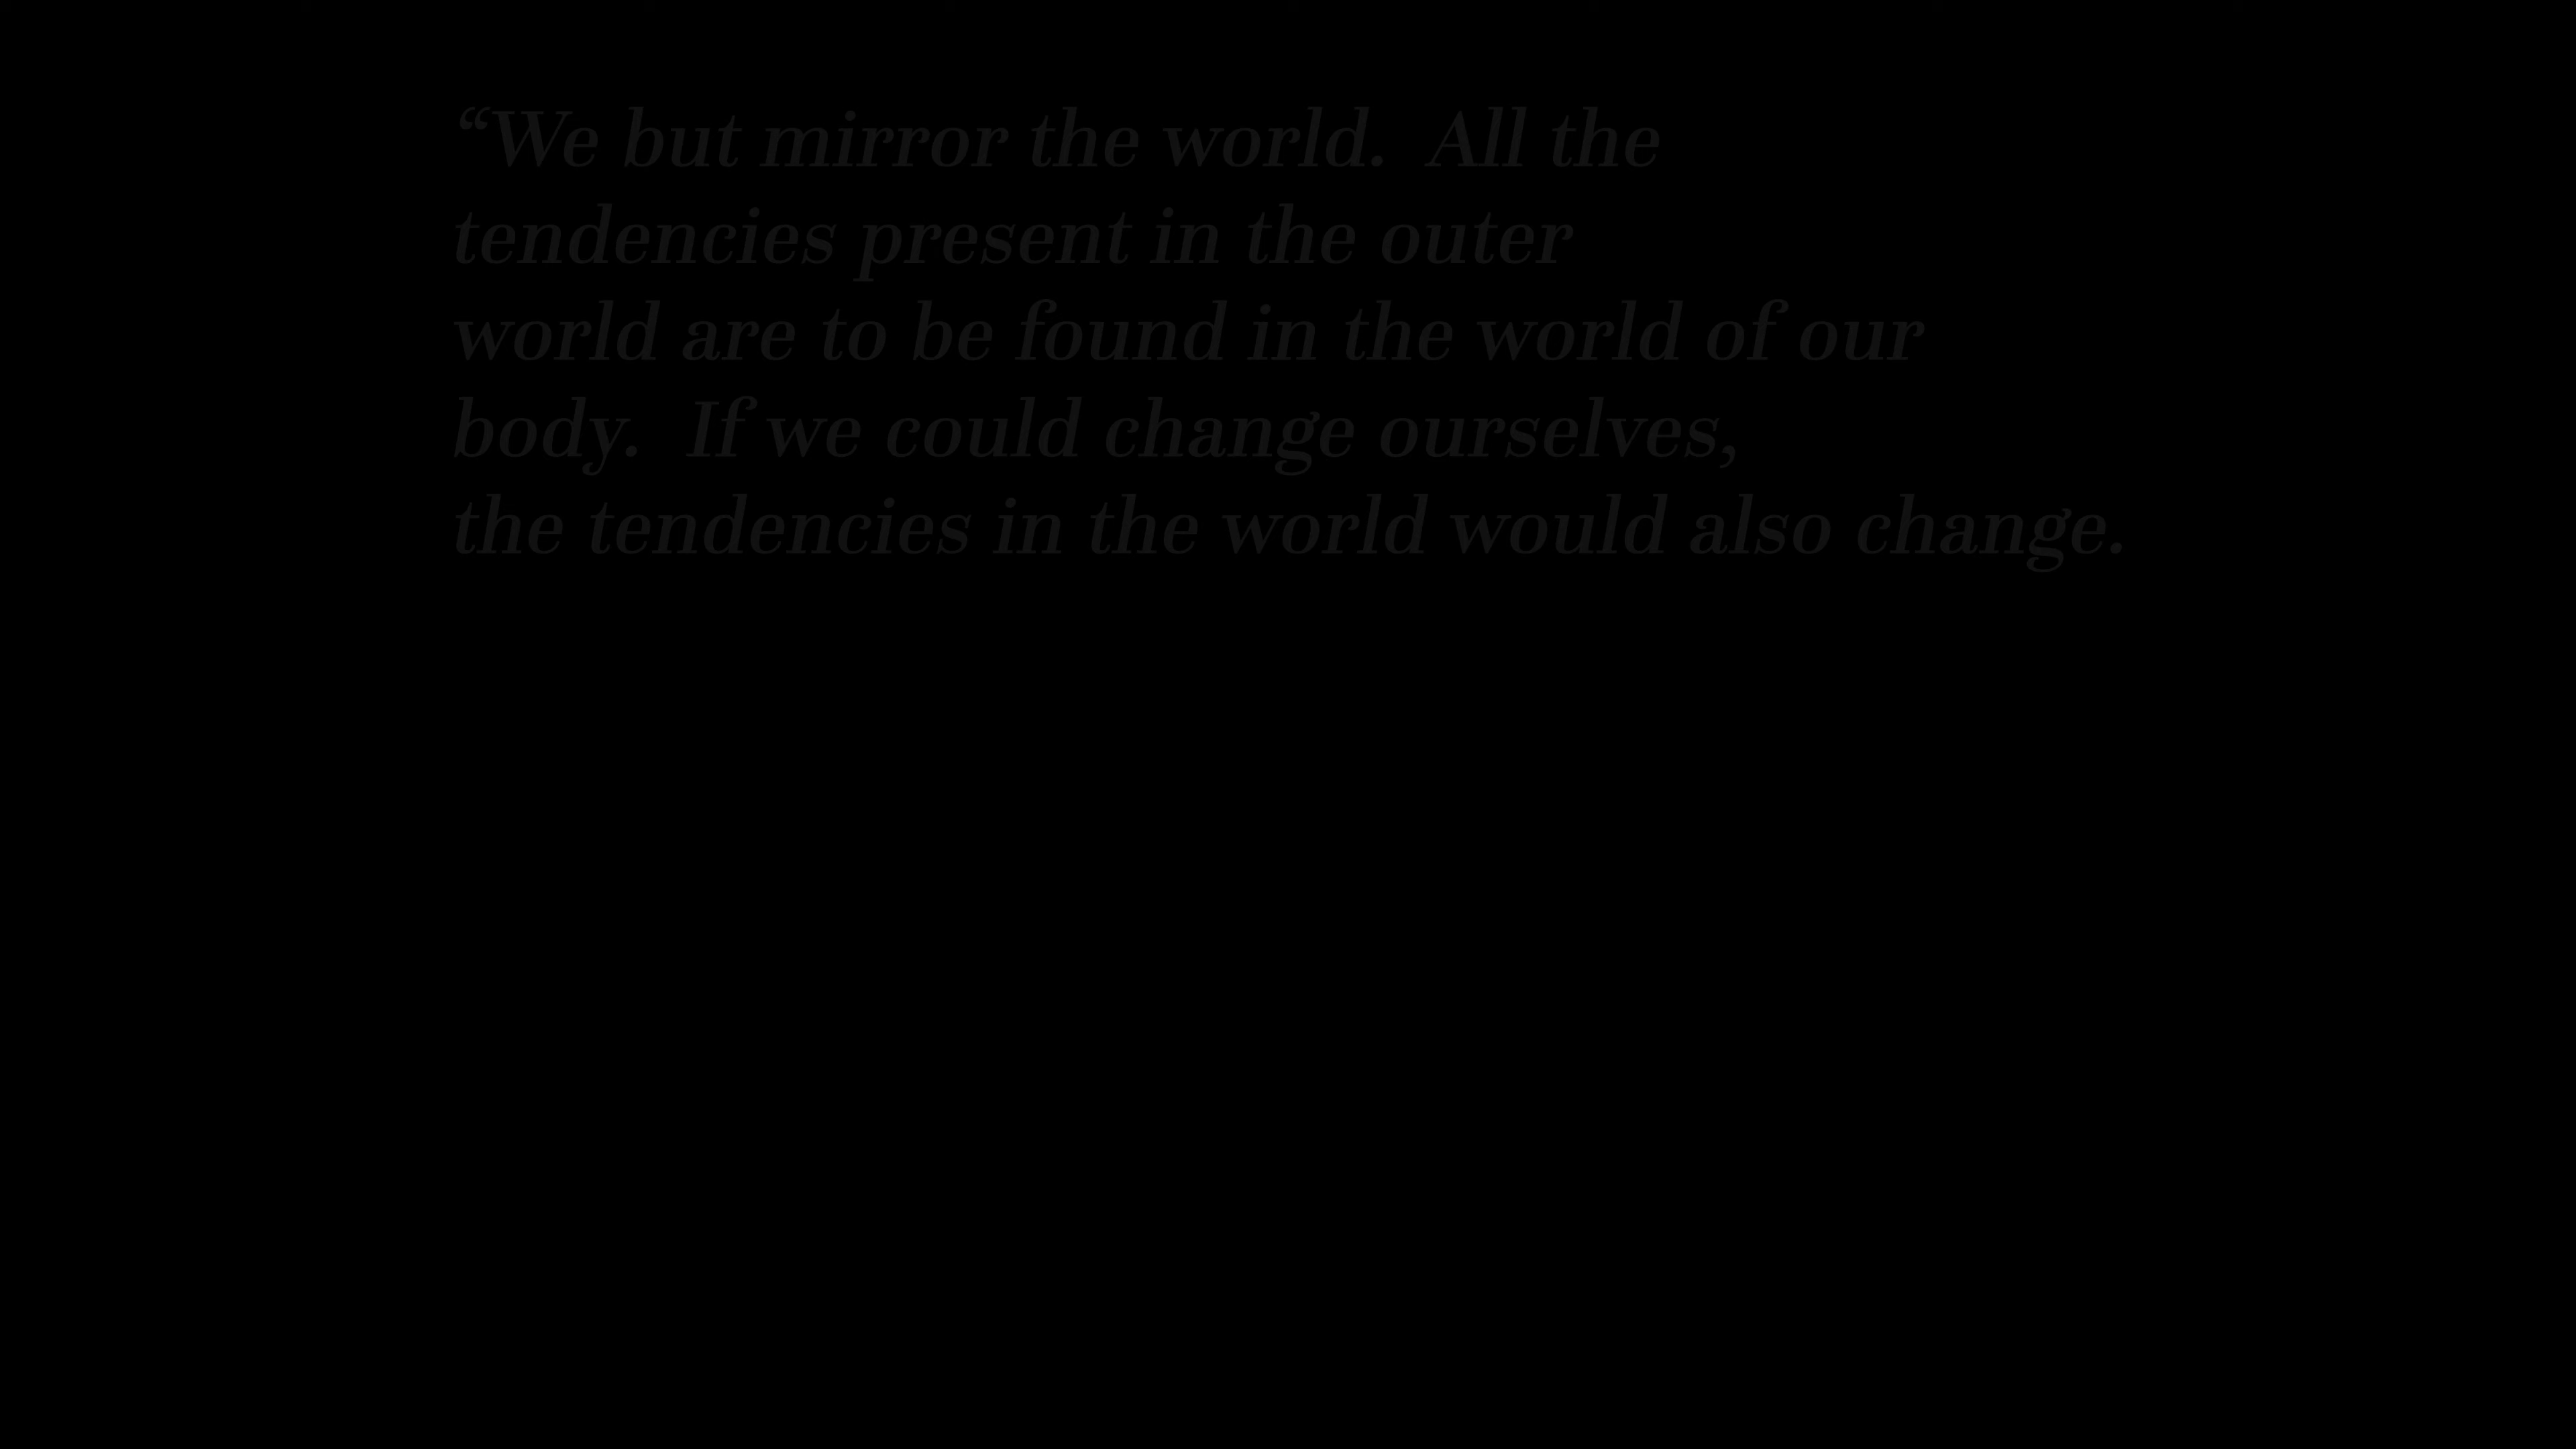 “We but mirror the world.  All the
tendencies present in the outer
world are to be found in the world of our
body.  If we could change ourselves,
the tendencies in the world would also change.